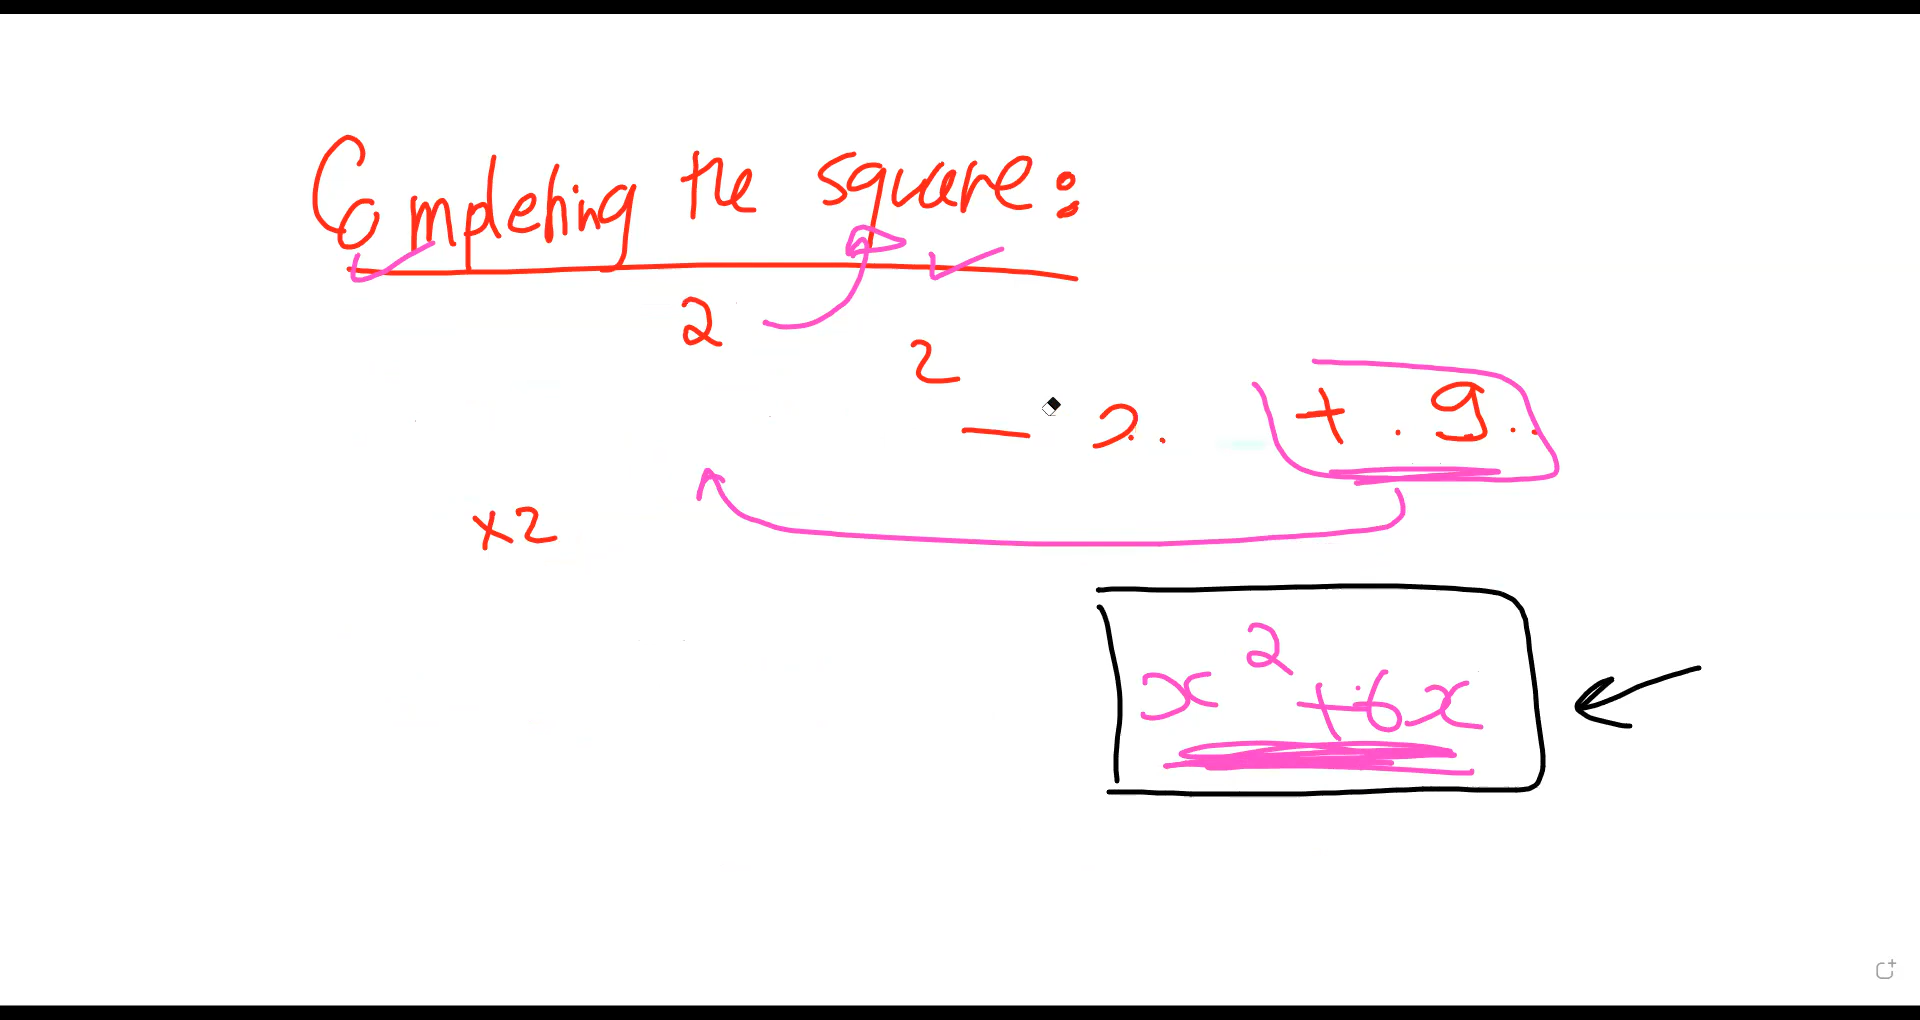 Completing the square:
2
2
- 2. + . 9 . .
x2
x² +6x